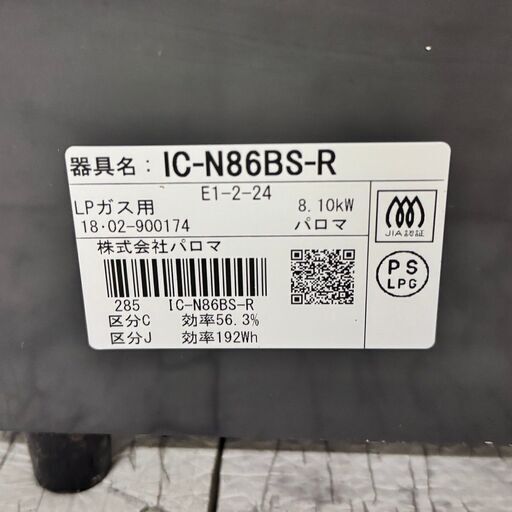 器具名: IC-N86BS-R
E1-2-24
LPガス用 8.10kW
18・02-900174 パロマ
株式会社パロマ
285 IC-N86BS-R
区分C 効率56.3%
区分J 効率192Wh
JIA認証
PS
LPG